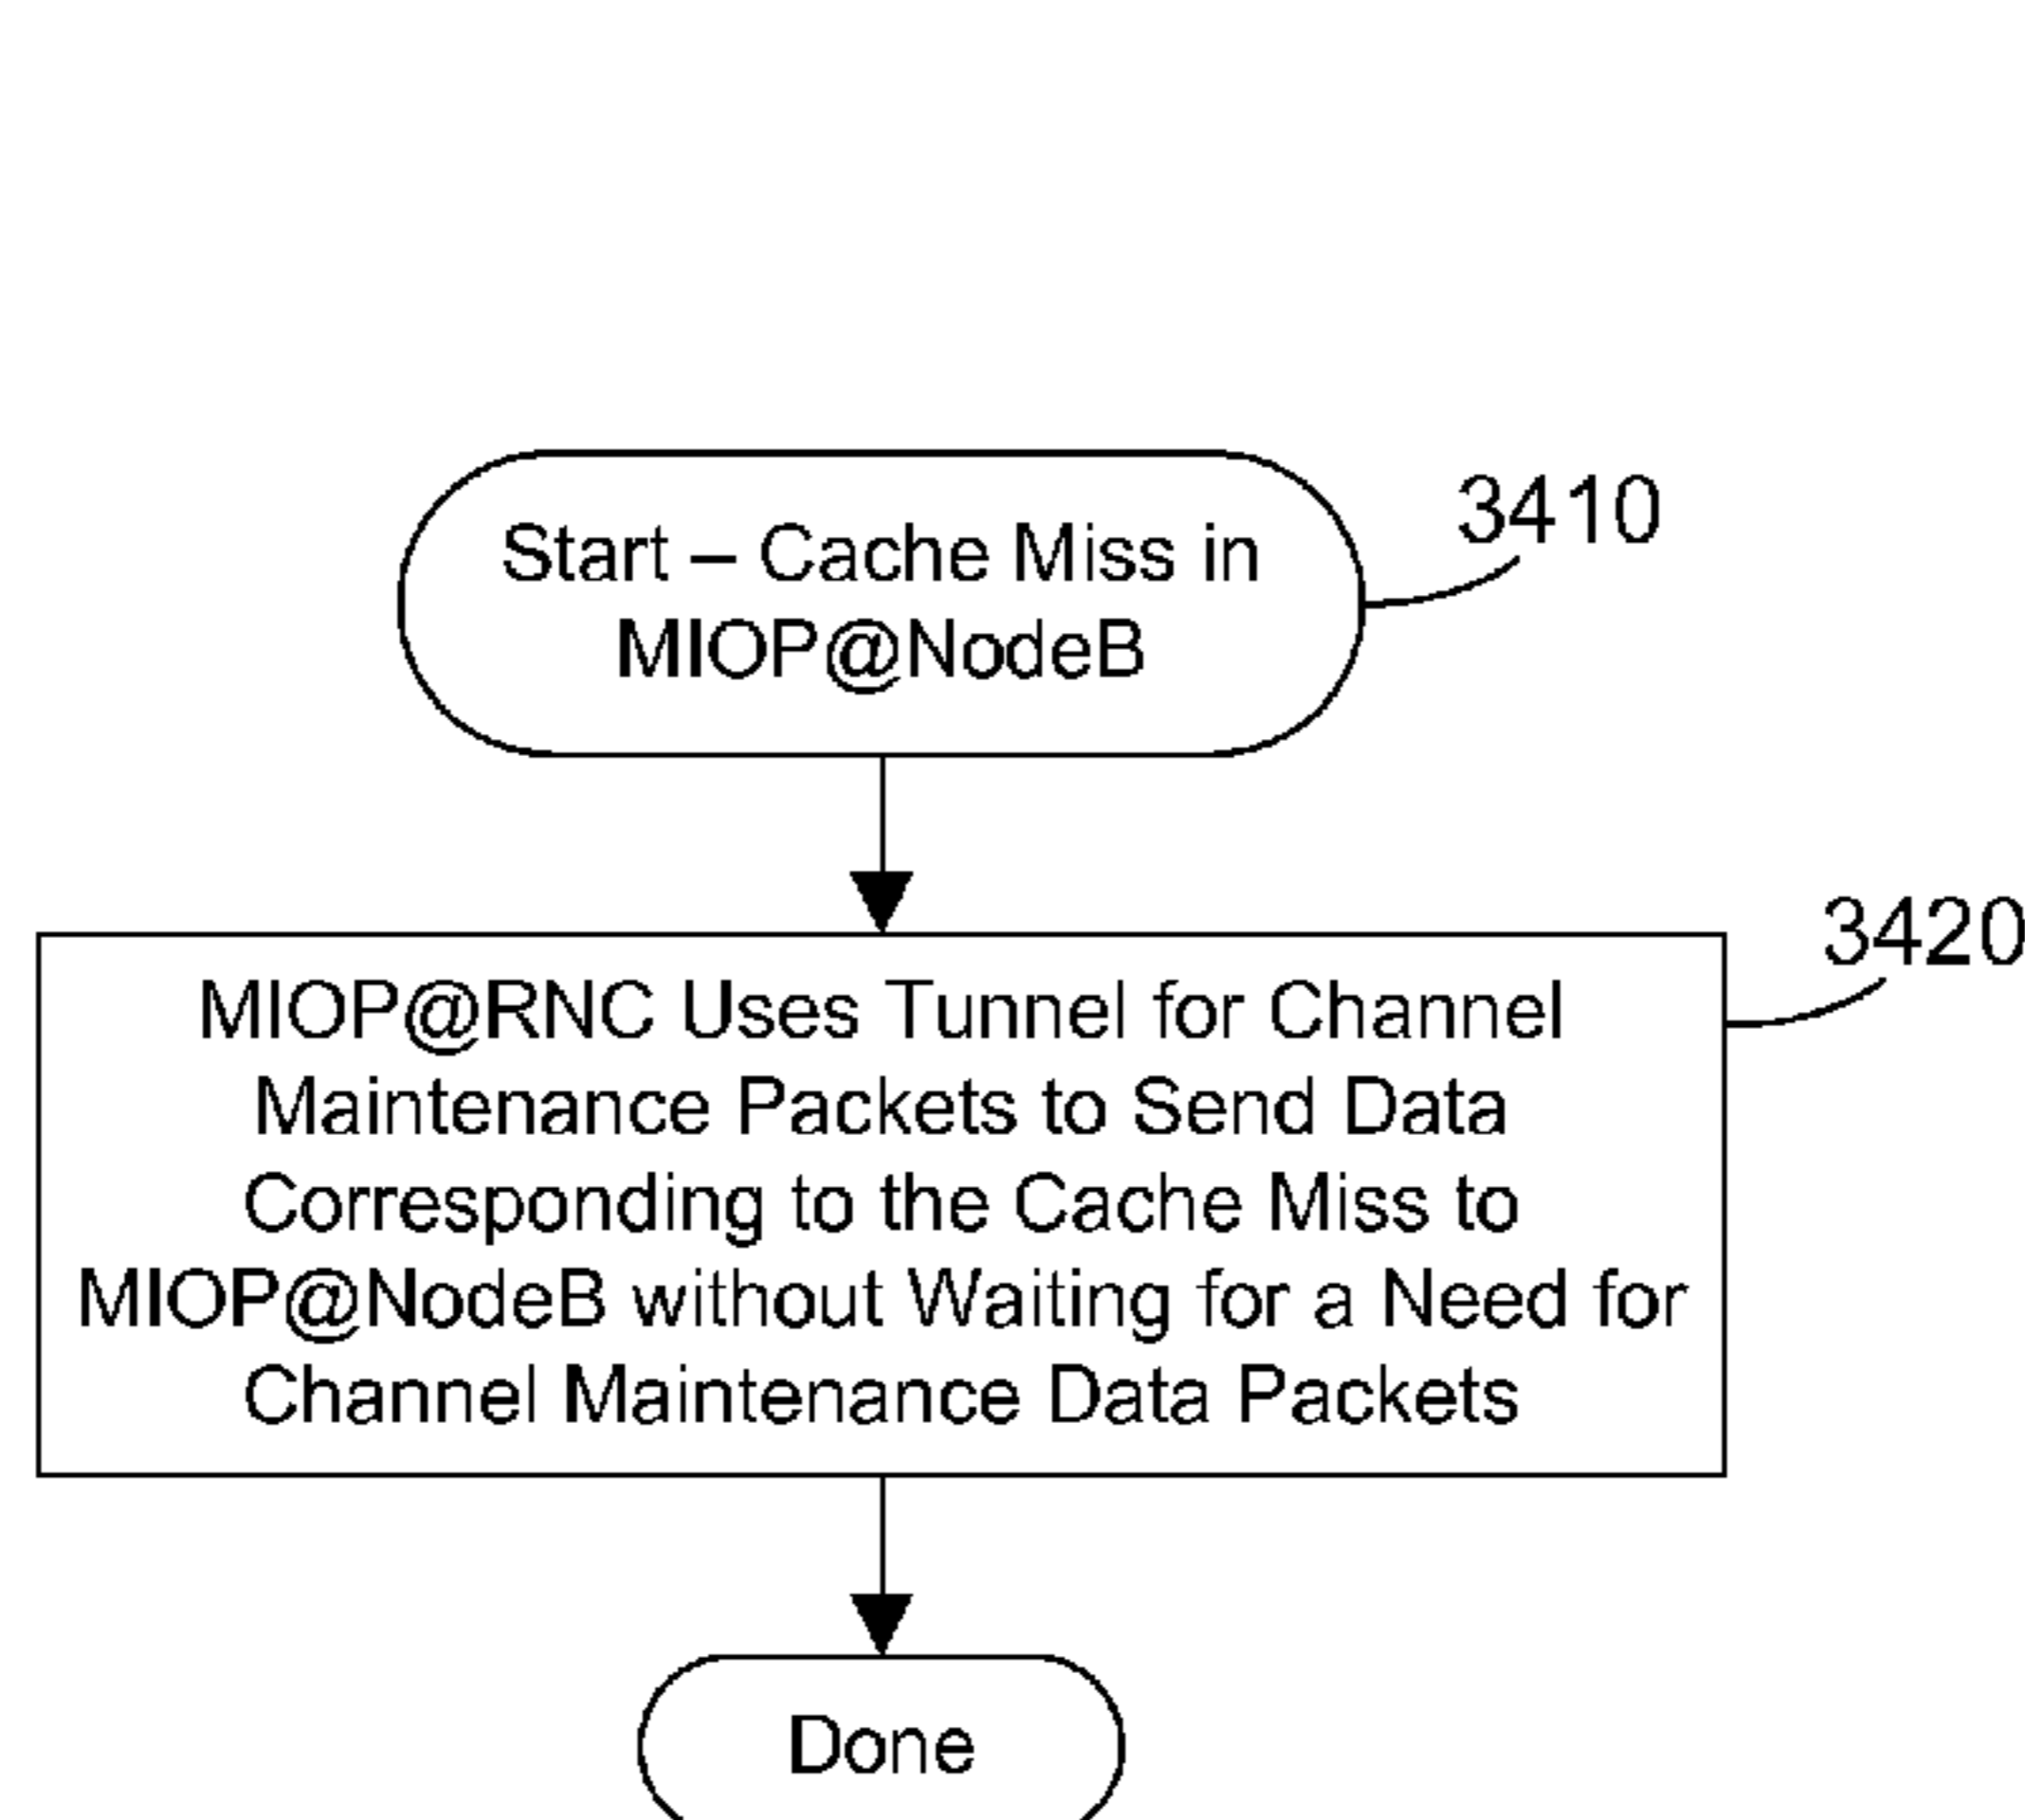 3410
Start – Cache Miss in
MIOP@NodeB
3420
MIOP@RNC Uses Tunnel for Channel
Maintenance Packets to Send Data
Corresponding to the Cache Miss to
MIOP@NodeB without Waiting for a Need for
Channel Maintenance Data Packets
Done